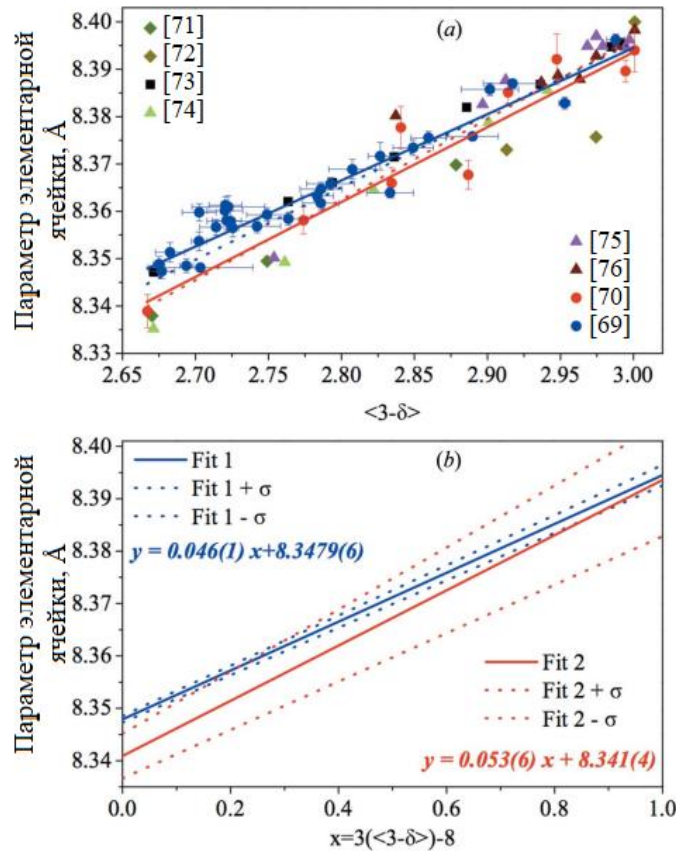 Параметр элементарной
ячейки, Å
8.40
8.39
8.38
8.37
8.36
8.35
8.34
8.33
(a)
[71]
[72]
[73]
[74]
[75]
[76]
[70]
[69]
2.65 2.70 2.75 2.80 2.85 2.90 2.95 3.00
<3-δ>
Параметр элементарной
ячейки, Å
8.40
8.39
8.38
8.37
8.36
8.35
8.34
(b)
Fit 1
Fit 1 + σ
Fit 1 - σ
y = 0.046(1) x+8.3479(6)
Fit 2
Fit 2 + σ
Fit 2 - σ
y = 0.053(6) x + 8.341(4)
0.0 0.2 0.4 0.6 0.8 1.0
x=3(<3-δ>)-8